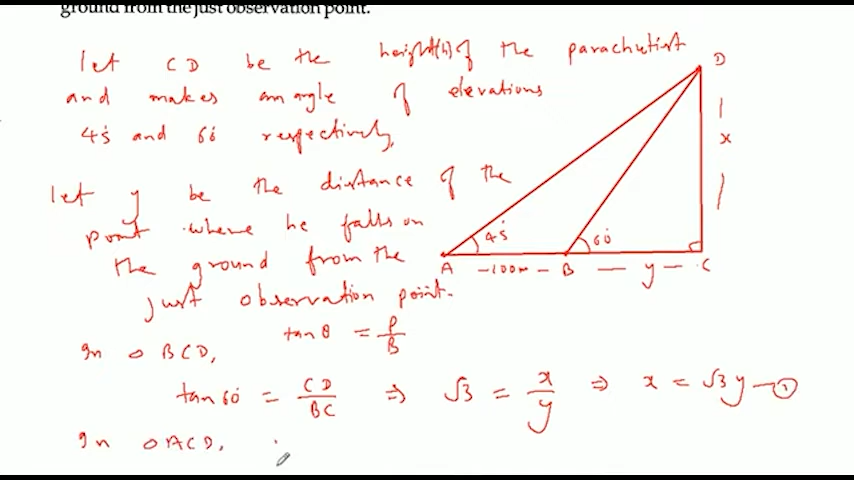 ground from the just observation point.
let CD be the height(h) of the parachutist
and makes an angle of elevations
45° and 60° respectively,
let y be the distance of the
point where he falls on
the ground from the
just observation point.
In △ BCD, tan θ = P/B
tan 60° = CD/BC ⇒ √3 = x/y ⇒ x = √3 y — ①
In △ ACD,
D
x
45° 60°
A -100m- B — y — C